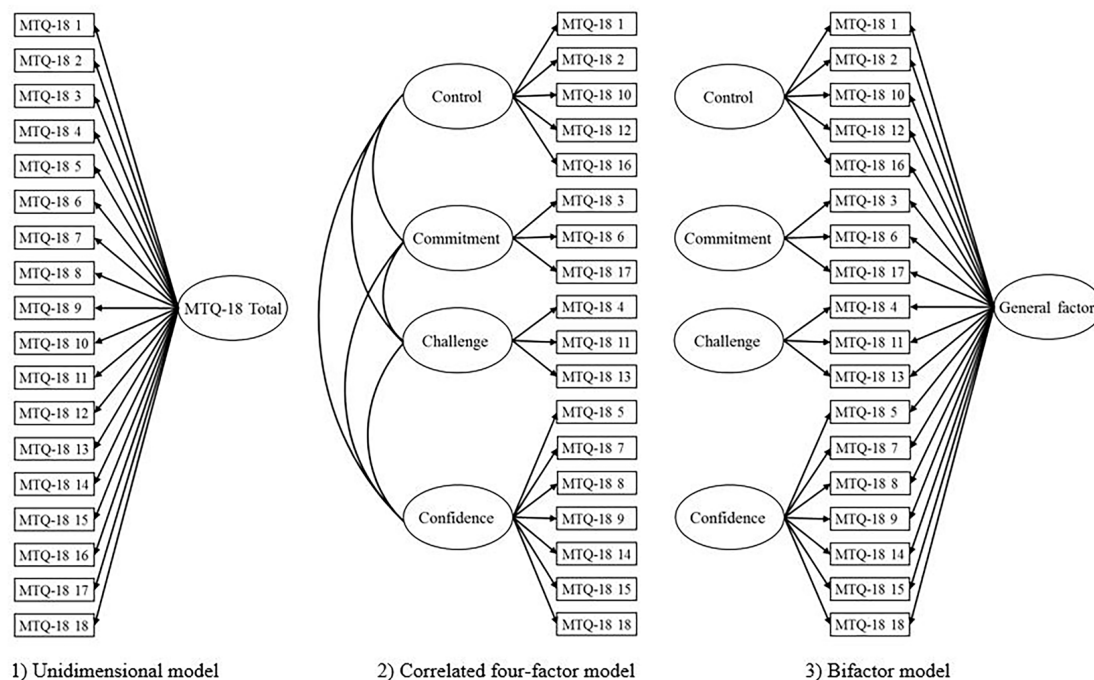 MTQ-18 1
MTQ-18 2
MTQ-18 3
MTQ-18 4
MTQ-18 5
MTQ-18 6
MTQ-18 7
MTQ-18 8
MTQ-18 9
MTQ-18 10
MTQ-18 11
MTQ-18 12
MTQ-18 13
MTQ-18 14
MTQ-18 15
MTQ-18 16
MTQ-18 17
MTQ-18 18
MTQ-18 Total
1) Unidimensional model
Control
Commitment
Challenge
Confidence
MTQ-18 1
MTQ-18 2
MTQ-18 10
MTQ-18 12
MTQ-18 16
MTQ-18 3
MTQ-18 6
MTQ-18 17
MTQ-18 4
MTQ-18 11
MTQ-18 13
MTQ-18 5
MTQ-18 7
MTQ-18 8
MTQ-18 9
MTQ-18 14
MTQ-18 15
MTQ-18 18
2) Correlated four-factor model
Control
Commitment
Challenge
Confidence
MTQ-18 1
MTQ-18 2
MTQ-18 10
MTQ-18 12
MTQ-18 16
MTQ-18 3
MTQ-18 6
MTQ-18 17
MTQ-18 4
MTQ-18 11
MTQ-18 13
MTQ-18 5
MTQ-18 7
MTQ-18 8
MTQ-18 9
MTQ-18 14
MTQ-18 15
MTQ-18 18
General factor
3) Bifactor model